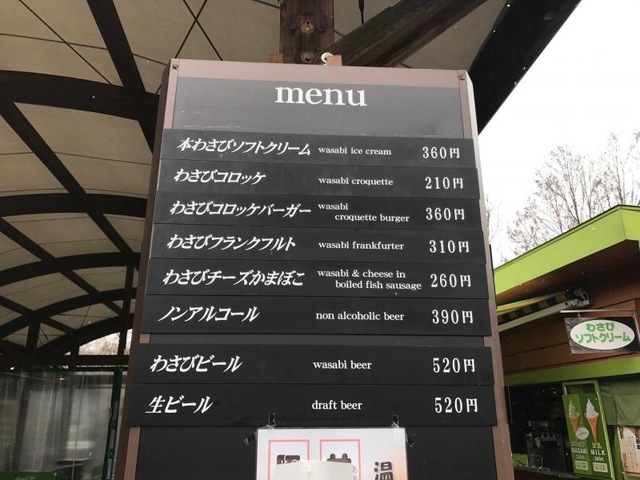 menu
本わさびソフトクリーム wasabi ice cream 360円
わさびコロッケ wasabi croquette 210円
わさびコロッケバーガー wasabi croquette burger 360円
わさびフランクフルト wasabi frankfurter 310円
わさびチーズかまぼこ wasabi & cheese in boiled fish sausage 260円
ノンアルコール non alcoholic beer 390円
わさびビール wasabi beer 520円
生ビール draft beer 520円
温
わさび
ソフトクリーム
WASABI
MILK